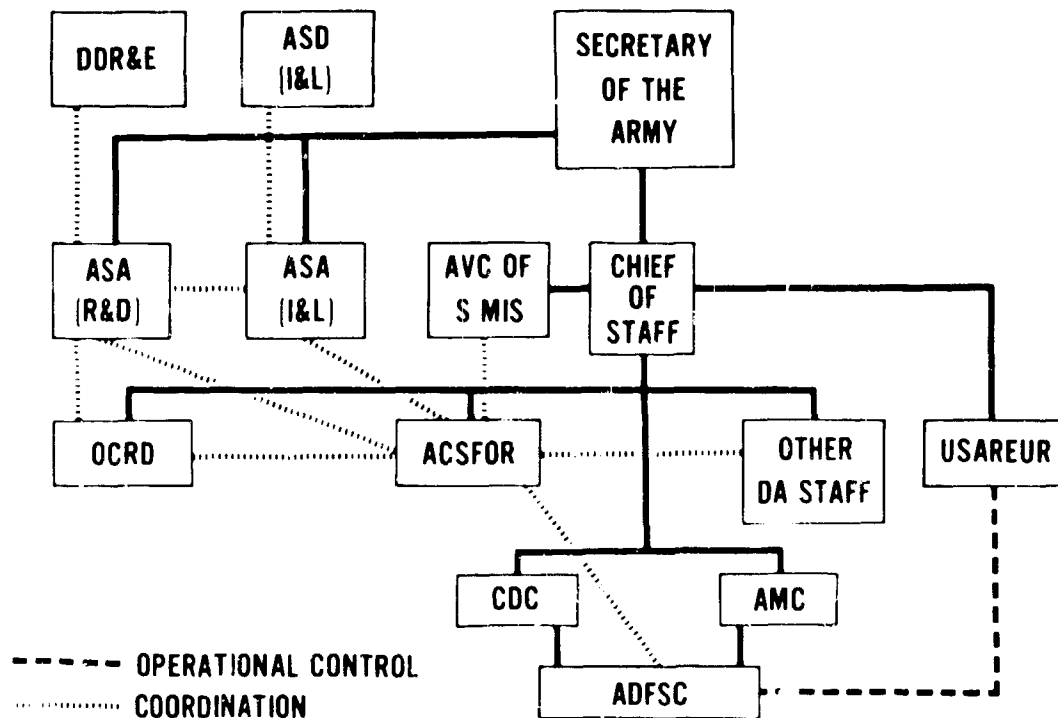 DDR&E
ASD
(I&L)
SECRETARY
OF THE
ARMY
ASA
(R&D)
ASA
(I&L)
AVC OF
S MIS
CHIEF
OF
STAFF
OCRD
ACSFOR
OTHER
DA STAFF
USAREUR
CDC
AMC
ADFSC
OPERATIONAL CONTROL
COORDINATION